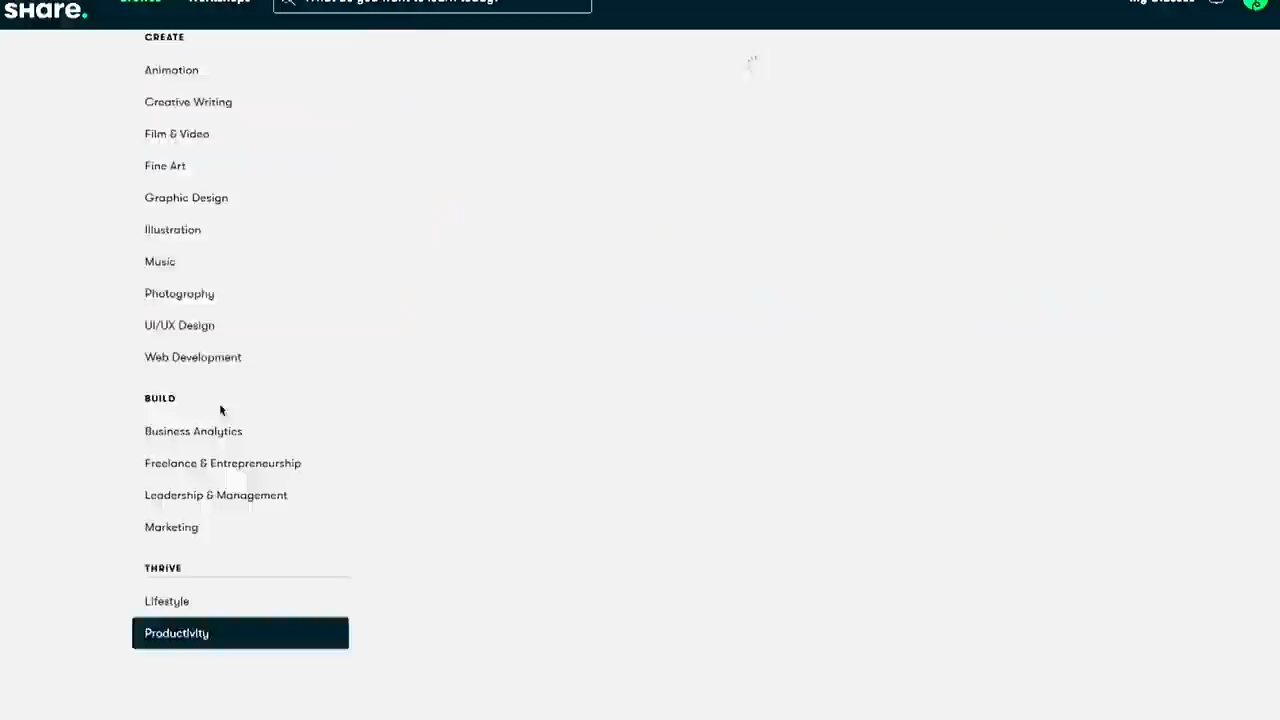 SHARE.
CREATE
Animation
Creative Writing
Film & Video
Fine Art
Graphic Design
Illustration
Music
Photography
UI/UX Design
Web Development
BUILD
Business Analytics
Freelance & Entrepreneurship
Leadership & Management
Marketing
THRIVE
Lifestyle
Productivity